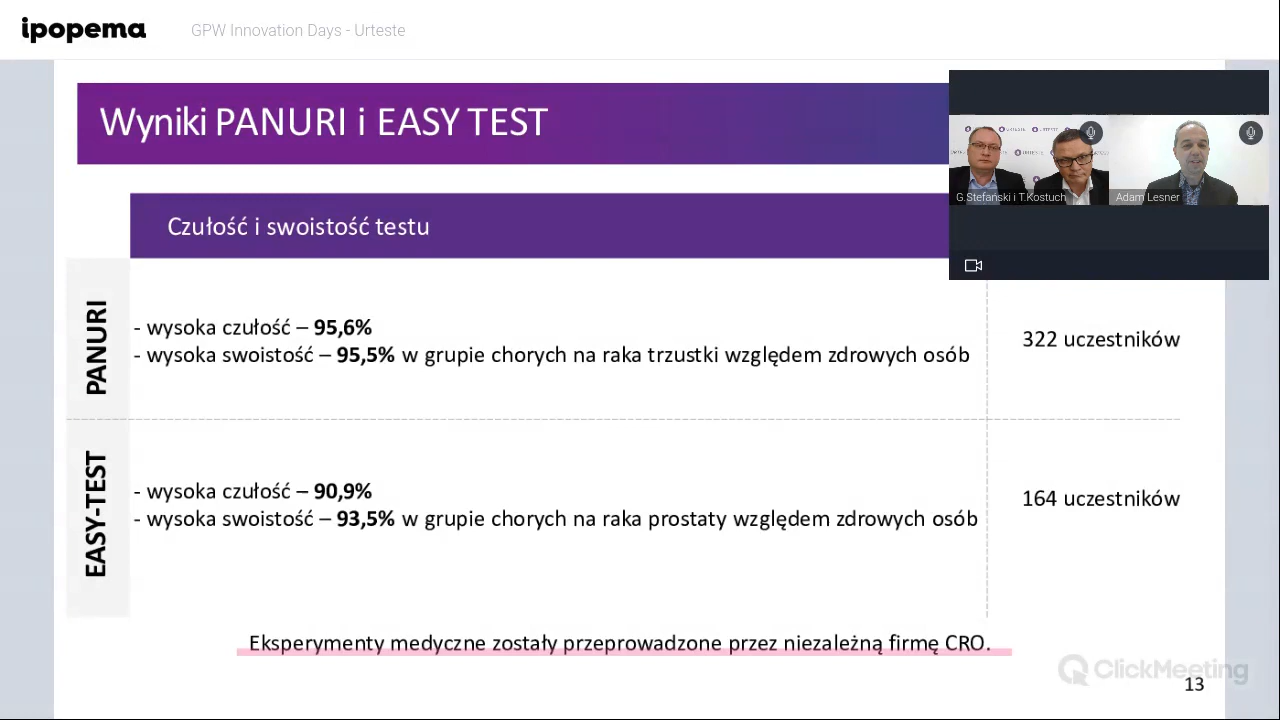 ipopema
GPW Innovation Days - Urteste
Wyniki PANURI i EASY TEST
G.Stefański i T.Kostuch
Adam Lesner
Czułość i swoistość testu
PANURI
- wysoka czułość – 95,6%
- wysoka swoistość – 95,5% w grupie chorych na raka trzustki względem zdrowych osób
322 uczestników
EASY-TEST
- wysoka czułość – 90,9%
- wysoka swoistość – 93,5% w grupie chorych na raka prostaty względem zdrowych osób
164 uczestników
Eksperymenty medyczne zostały przeprowadzone przez niezależną firmę CRO.
ClickMeeting
13